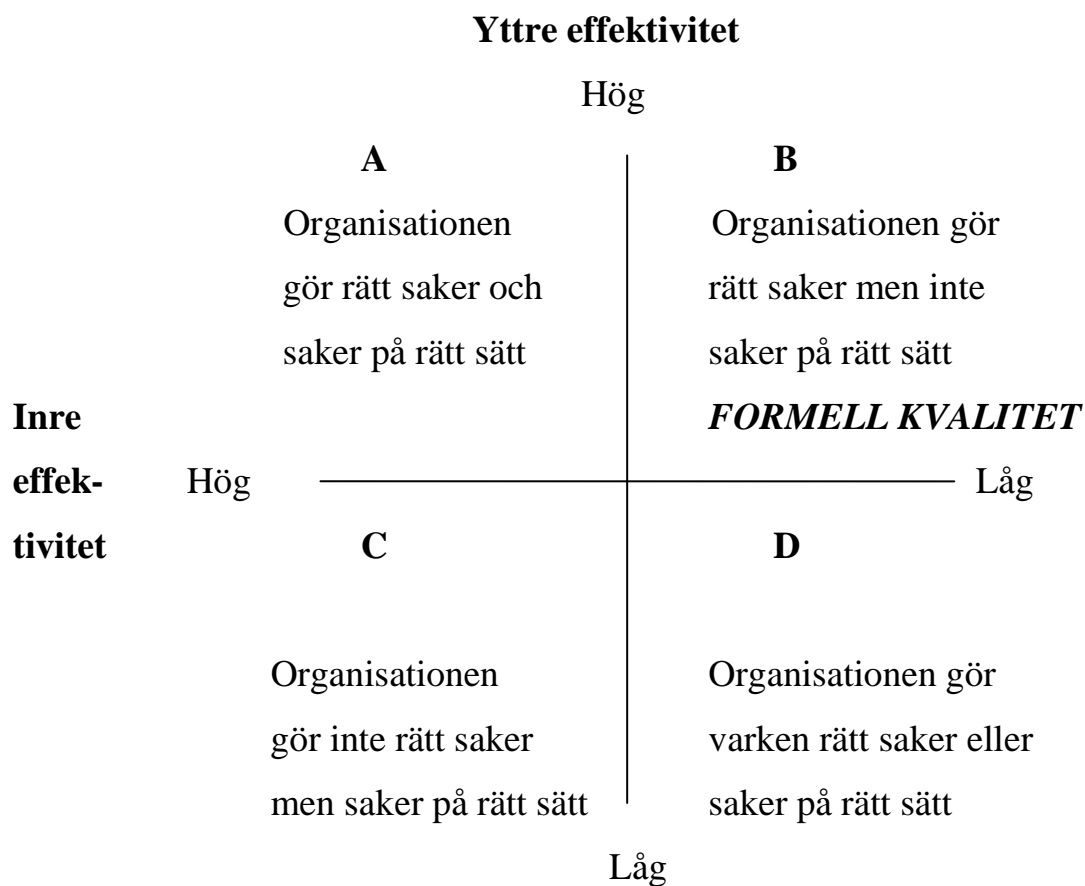 Yttre effektivitet
Hög
A
Organisationen
gör rätt saker och
saker på rätt sätt
B
Organisationen gör
rätt saker men inte
saker på rätt sätt
FORMELL KVALITET
Inre
effek-
tivitet
Hög
Låg
C
Organisationen
gör inte rätt saker
men saker på rätt sätt
D
Organisationen gör
varken rätt saker eller
saker på rätt sätt
Låg